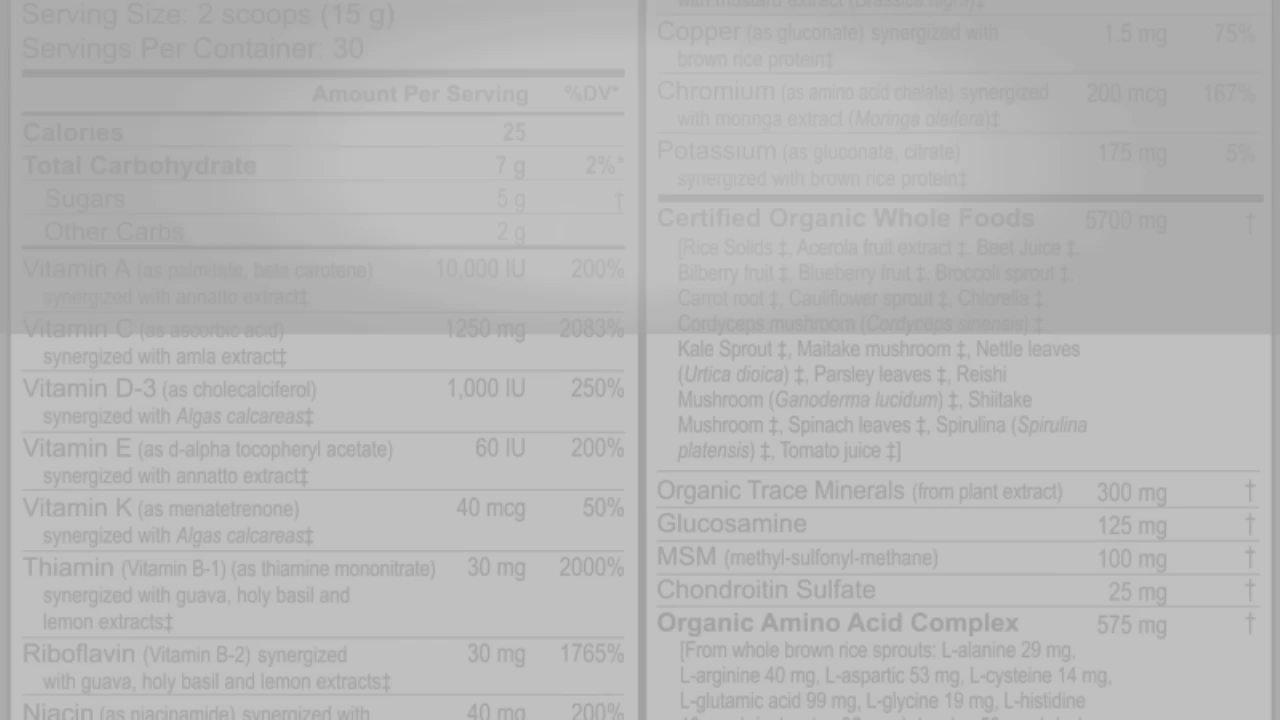 Serving Size: 2 scoops (15 g)
Servings Per Container: 30
Amount Per Serving %DV*
Calories 25
Total Carbohydrate 7 g 2%*
Sugars 5 g †
Other Carbs 2 g
Vitamin A (as palmitate, beta carotene) 10,000 IU 200%
synergized with annatto extract‡
Vitamin C (as ascorbic acid) 1250 mg 2083%
synergized with amla extract‡
Vitamin D-3 (as cholecalciferol) 1,000 IU 250%
synergized with Algas calcareas‡
Vitamin E (as d-alpha tocopheryl acetate) 60 IU 200%
synergized with annatto extract‡
Vitamin K (as menatetrenone) 40 mcg 50%
synergized with Algas calcareas‡
Thiamin (Vitamin B-1) (as thiamine mononitrate) 30 mg 2000%
synergized with guava, holy basil and
lemon extracts‡
Riboflavin (Vitamin B-2) synergized 30 mg 1765%
with guava, holy basil and lemon extracts‡
Niacin (as niacinamide) synergized with 40 mg 200%
with mustard extract (Brassica nigra)‡
Copper (as gluconate) synergized with 1.5 mg 75%
brown rice protein‡
Chromium (as amino acid chelate) synergized 200 mcg 167%
with moringa extract (Moringa oleifera)‡
Potassium (as gluconate, citrate) 175 mg 5%
synergized with brown rice protein‡
Certified Organic Whole Foods 5700 mg †
[Rice Solids ‡, Acerola fruit extract ‡, Beet Juice ‡,
Bilberry fruit ‡, Blueberry fruit ‡, Broccoli sprout ‡,
Carrot root ‡, Cauliflower sprout ‡, Chlorella ‡,
Cordyceps mushroom (Cordyceps sinensis) ‡,
Kale Sprout ‡, Maitake mushroom ‡, Nettle leaves
(Urtica dioica) ‡, Parsley leaves ‡, Reishi
Mushroom (Ganoderma lucidum) ‡, Shiitake
Mushroom ‡, Spinach leaves ‡, Spirulina (Spirulina
platensis) ‡, Tomato juice ‡]
Organic Trace Minerals (from plant extract) 300 mg †
Glucosamine 125 mg †
MSM (methyl-sulfonyl-methane) 100 mg †
Chondroitin Sulfate 25 mg †
Organic Amino Acid Complex 575 mg †
[From whole brown rice sprouts: L-alanine 29 mg,
L-arginine 40 mg, L-aspartic 53 mg, L-cysteine 14 mg,
L-glutamic acid 99 mg, L-glycine 19 mg, L-histidine